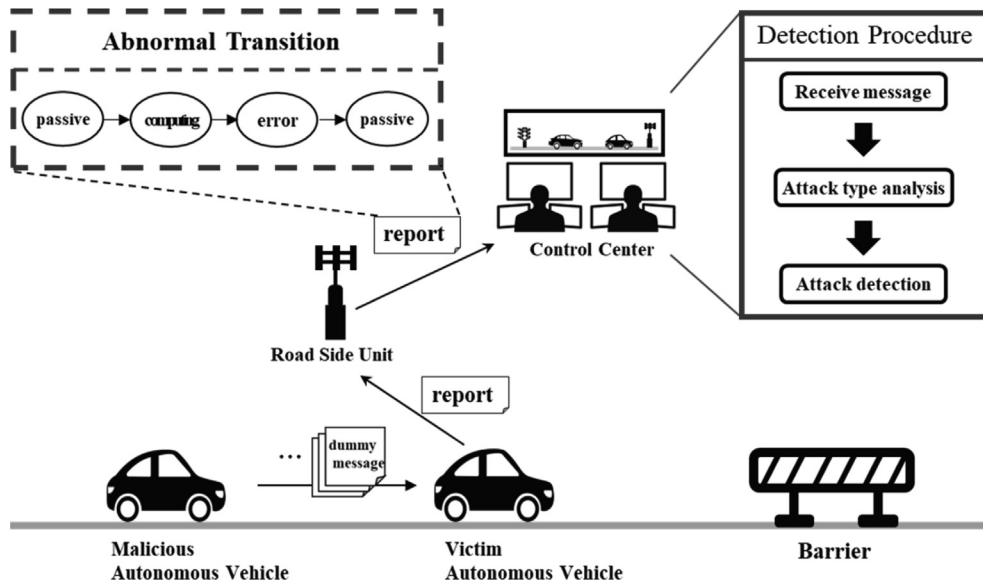 Abnormal Transition
passive
computing
error
passive
report
Road Side Unit
report
Control Center
Detection Procedure
Receive message
Attack type analysis
Attack detection
...
dummy
message
Malicious
Autonomous Vehicle
Victim
Autonomous Vehicle
Barrier